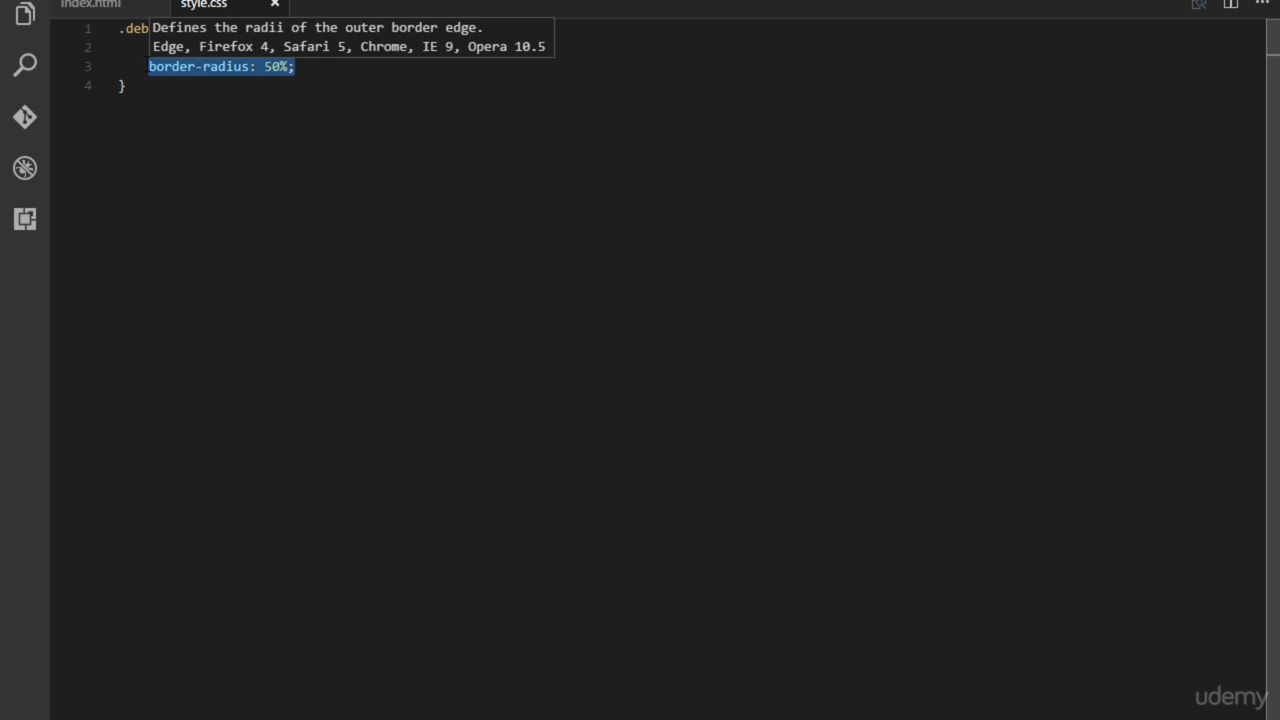 index.html
style.css ×
1 .deb
Defines the radii of the outer border edge.
2
Edge, Firefox 4, Safari 5, Chrome, IE 9, Opera 10.5
3 border-radius: 50%;
4 }
udemy